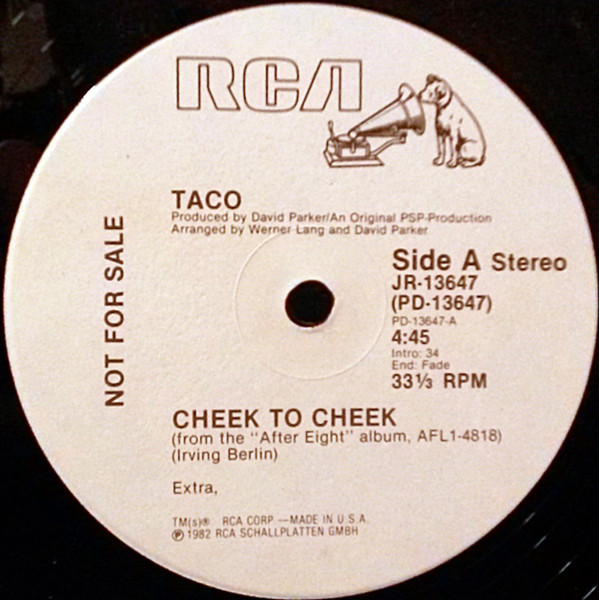 RCA
TACO
Produced by David Parker/An Original PSP-Production
Arranged by Werner Lang and David Parker
NOT FOR SALE
Side A Stereo
JR-13647
(PD-13647)
PD-13647-A
4:45
Intro: 34
End: Fade
33⅓ RPM
CHEEK TO CHEEK
(from the "After Eight" album, AFL1-4818)
(Irving Berlin)
Extra,
TM(s)® RCA CORP.—MADE IN U.S.A.
℗ 1982 RCA SCHALLPLATTEN GMBH